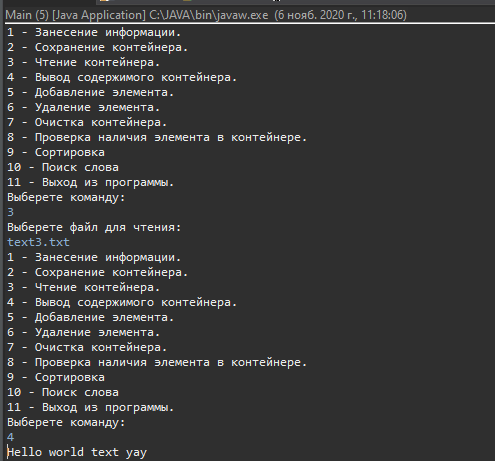 Main (5) [Java Application] C:\JAVA\bin\javaw.exe (6 нояб. 2020 г., 11:18:06)
1 - Занесение информации.
2 - Сохранение контейнера.
3 - Чтение контейнера.
4 - Вывод содержимого контейнера.
5 - Добавление элемента.
6 - Удаление элемента.
7 - Очистка контейнера.
8 - Проверка наличия элемента в контейнере.
9 - Сортировка
10 - Поиск слова
11 - Выход из программы.
Выберете команду:
3
Выберете файл для чтения:
text3.txt
1 - Занесение информации.
2 - Сохранение контейнера.
3 - Чтение контейнера.
4 - Вывод содержимого контейнера.
5 - Добавление элемента.
6 - Удаление элемента.
7 - Очистка контейнера.
8 - Проверка наличия элемента в контейнере.
9 - Сортировка
10 - Поиск слова
11 - Выход из программы.
Выберете команду:
4
Hello world text yay